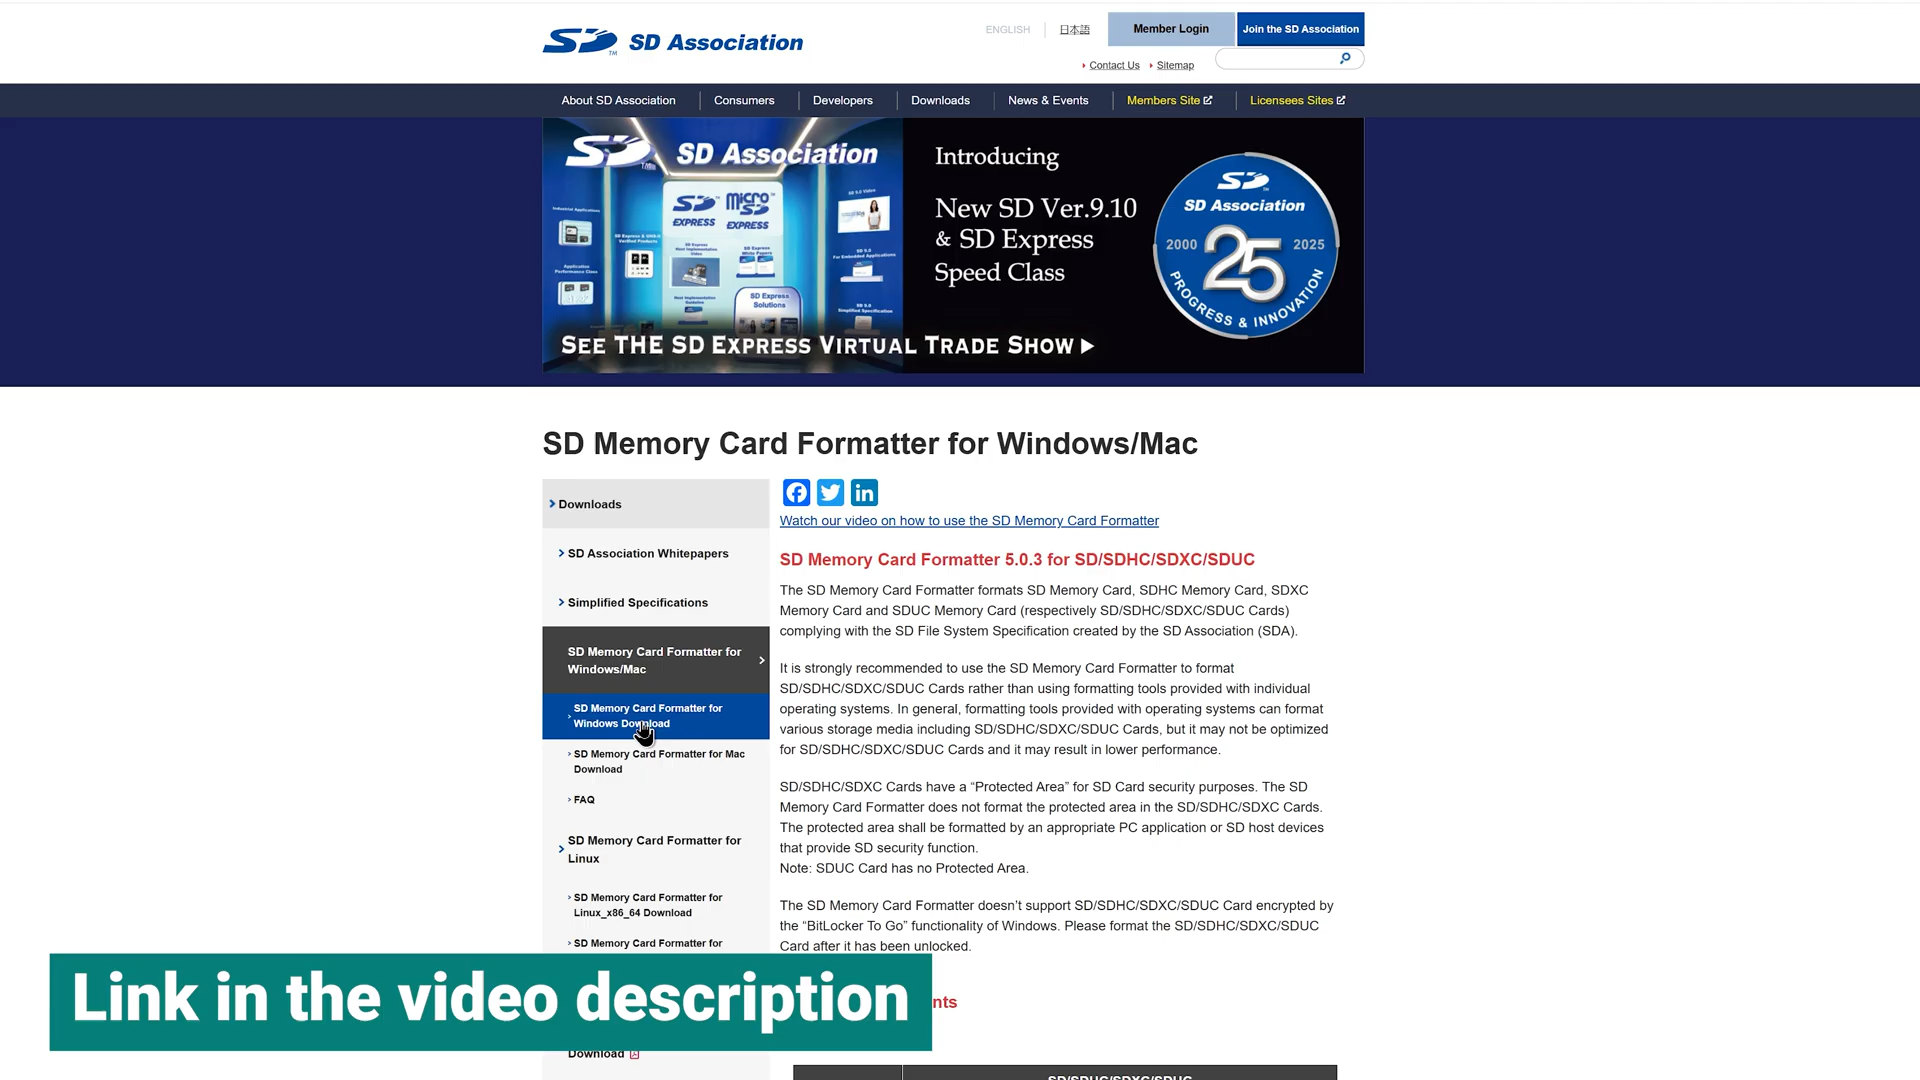 SD Association
ENGLISH
日本語
Member Login
Join the SD Association
Contact Us
Sitemap
About SD Association
Consumers
Developers
Downloads
News & Events
Members Site
Licensees Sites
SD Association
SD EXPRESS
micro SD EXPRESS
SD Express Solutions
Introducing
New SD Ver.9.10
& SD Express
Speed Class
SD Association
2000 25 2025
PROGRESS & INNOVATION
SEE THE SD EXPRESS VIRTUAL TRADE SHOW
SD Memory Card Formatter for Windows/Mac
Downloads
SD Association Whitepapers
Simplified Specifications
SD Memory Card Formatter for
Windows/Mac
SD Memory Card Formatter for
Windows Download
SD Memory Card Formatter for Mac
Download
FAQ
SD Memory Card Formatter for
Linux
SD Memory Card Formatter for
Linux_x86_64 Download
SD Memory Card Formatter for
Download
Watch our video on how to use the SD Memory Card Formatter
SD Memory Card Formatter 5.0.3 for SD/SDHC/SDXC/SDUC
The SD Memory Card Formatter formats SD Memory Card, SDHC Memory Card, SDXC
Memory Card and SDUC Memory Card (respectively SD/SDHC/SDXC/SDUC Cards)
complying with the SD File System Specification created by the SD Association (SDA).
It is strongly recommended to use the SD Memory Card Formatter to format
SD/SDHC/SDXC/SDUC Cards rather than using formatting tools provided with individual
operating systems. In general, formatting tools provided with operating systems can format
various storage media including SD/SDHC/SDXC/SDUC Cards, but it may not be optimized
for SD/SDHC/SDXC/SDUC Cards and it may result in lower performance.
SD/SDHC/SDXC Cards have a “Protected Area” for SD Card security purposes. The SD
Memory Card Formatter does not format the protected area in the SD/SDHC/SDXC Cards.
The protected area shall be formatted by an appropriate PC application or SD host devices
that provide SD security function.
Note: SDUC Card has no Protected Area.
The SD Memory Card Formatter doesn’t support SD/SDHC/SDXC/SDUC Card encrypted by
the “BitLocker To Go” functionality of Windows. Please format the SD/SDHC/SDXC/SDUC
Card after it has been unlocked.
nts
Link in the video description